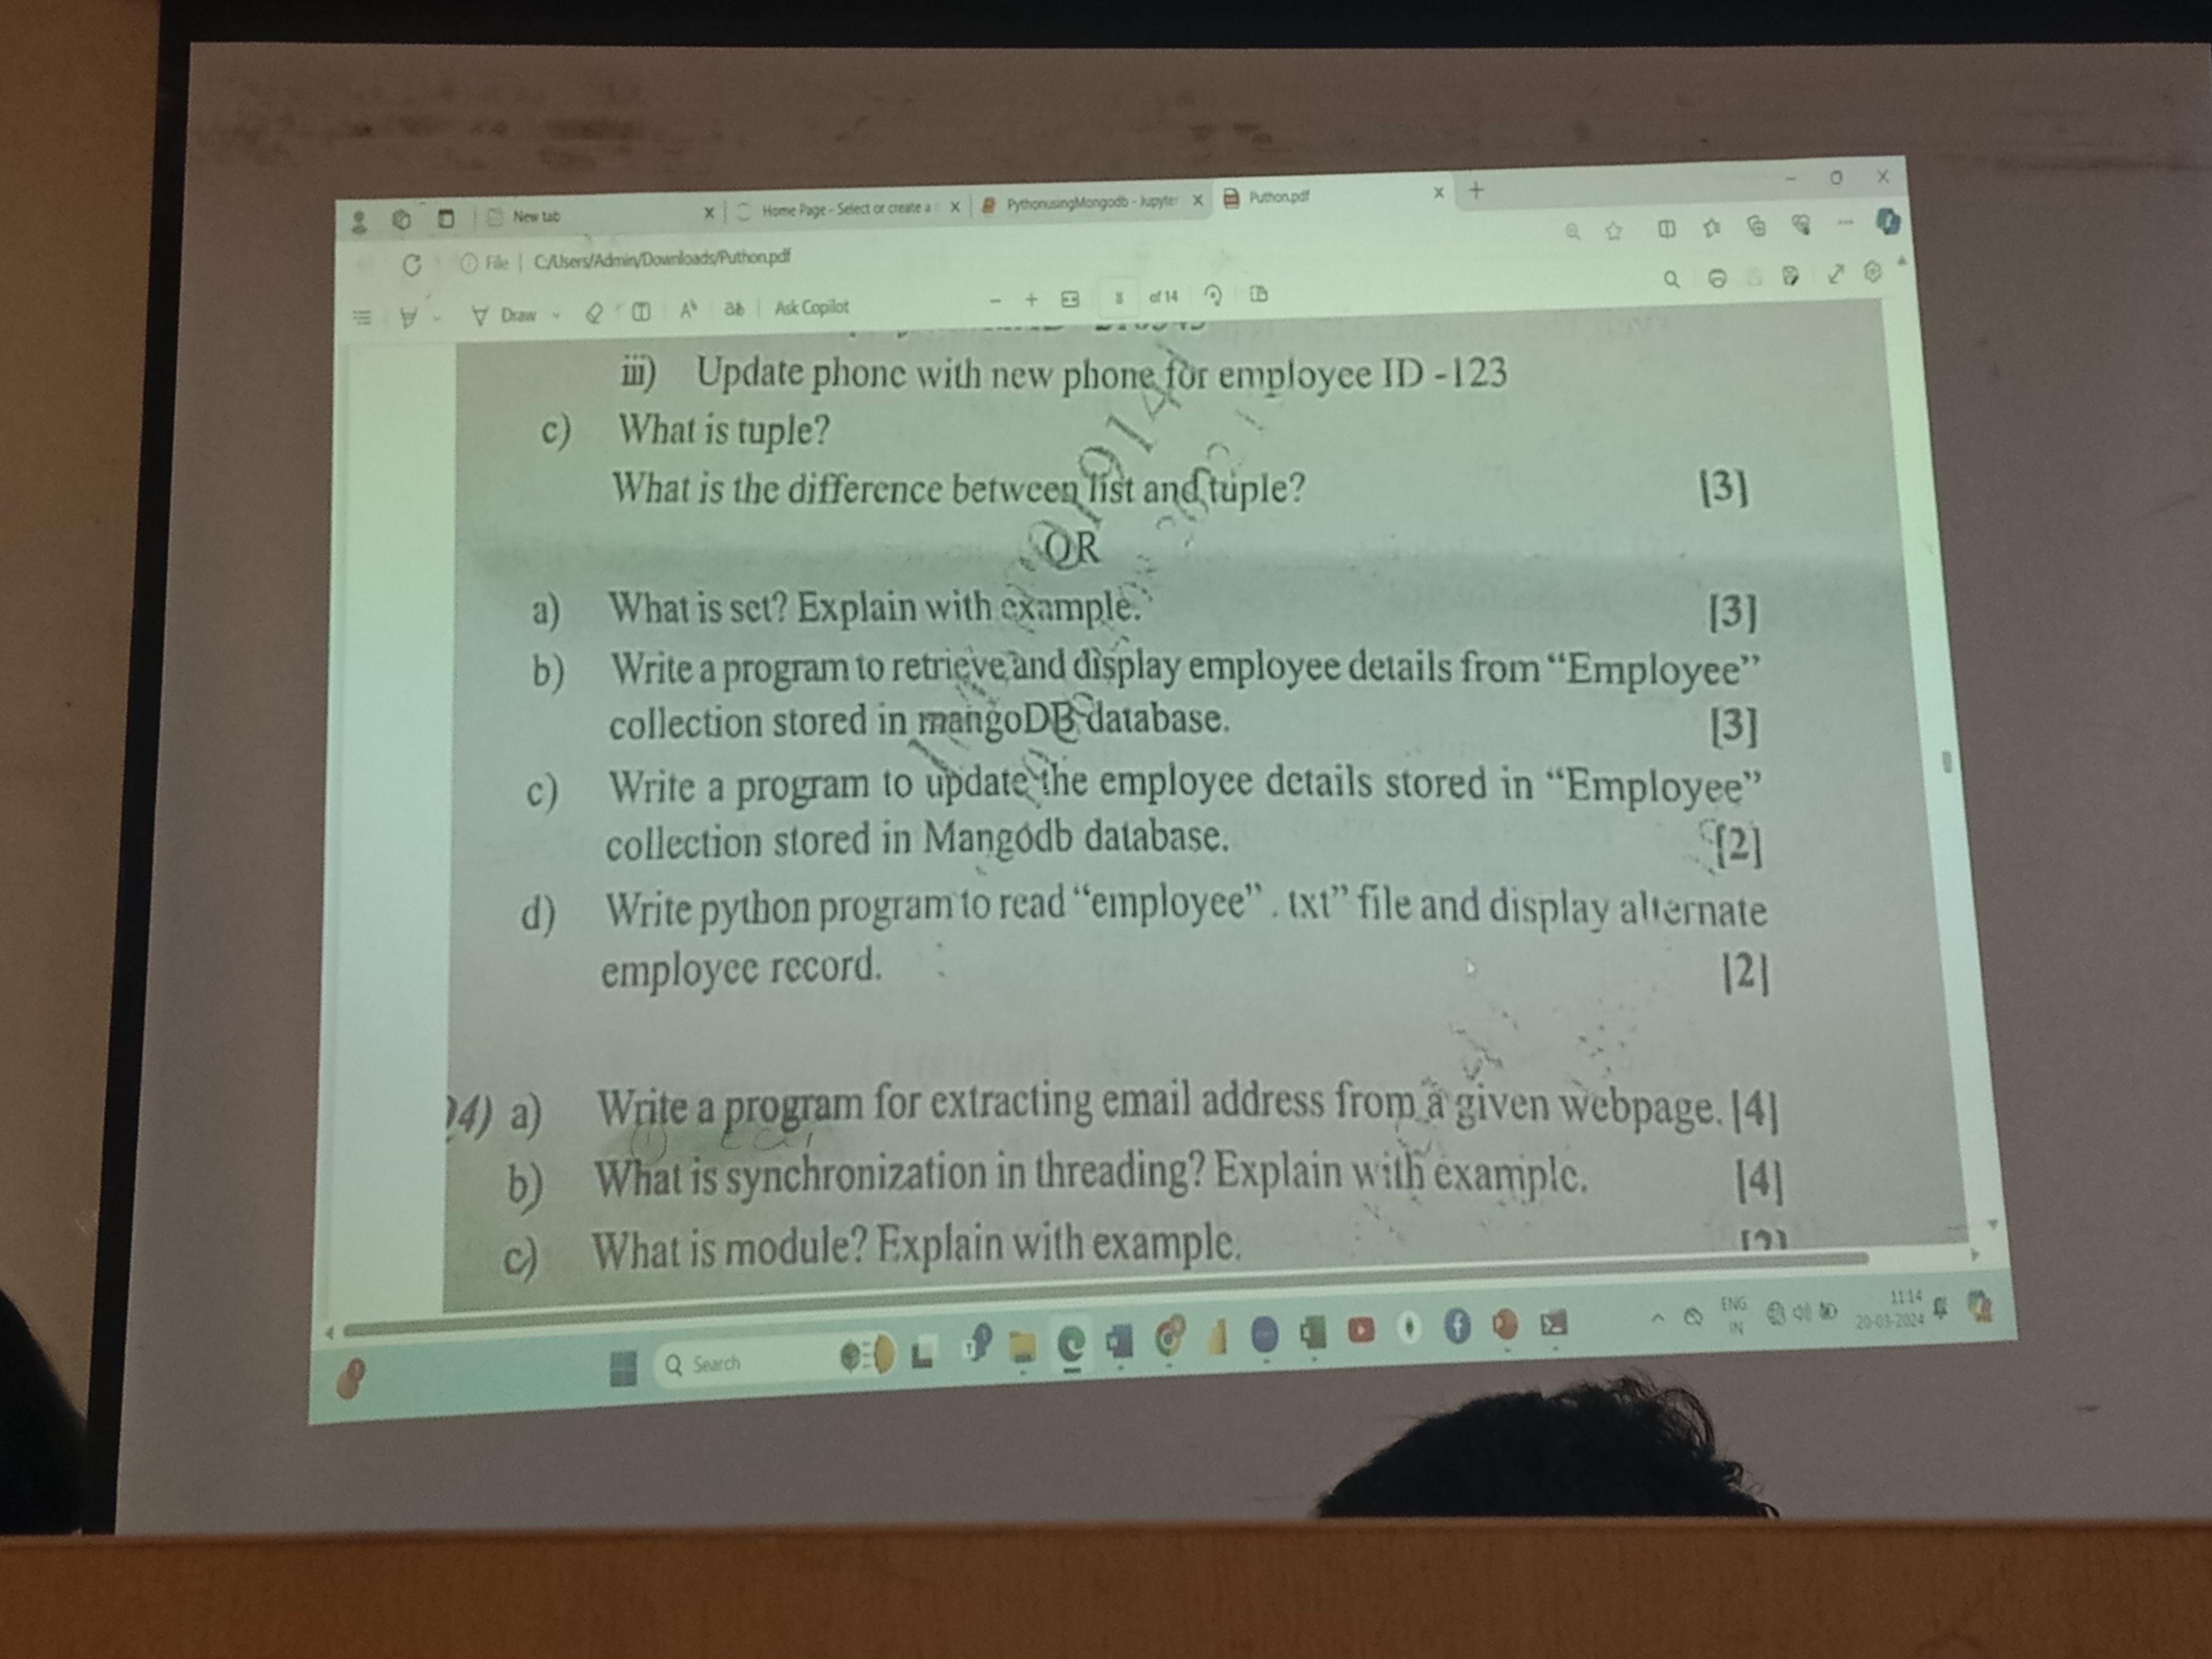 New tab
Home Page - Select or create a
PythonusingMongodb - Jupyter
Puthon.pdf
File | C:/Users/Admin/Downloads/Puthon.pdf
Draw
Ask Copilot
8 of 14
iii) Update phone with new phone for employee ID -123
c) What is tuple?
What is the difference between list and tuple? [3]
OR
a) What is set? Explain with example. [3]
b) Write a program to retrieve and display employee details from “Employee”
collection stored in mangoDB database. [3]
c) Write a program to update the employee details stored in “Employee”
collection stored in Mangodb database. [2]
d) Write python program to read “employee” . txt” file and display alternate
employee record. [2]
4) a) Write a program for extracting email address from a given webpage. [4]
b) What is synchronization in threading? Explain with example. [4]
c) What is module? Explain with example.
Search
ENG
IN
11:14
20-03-2024